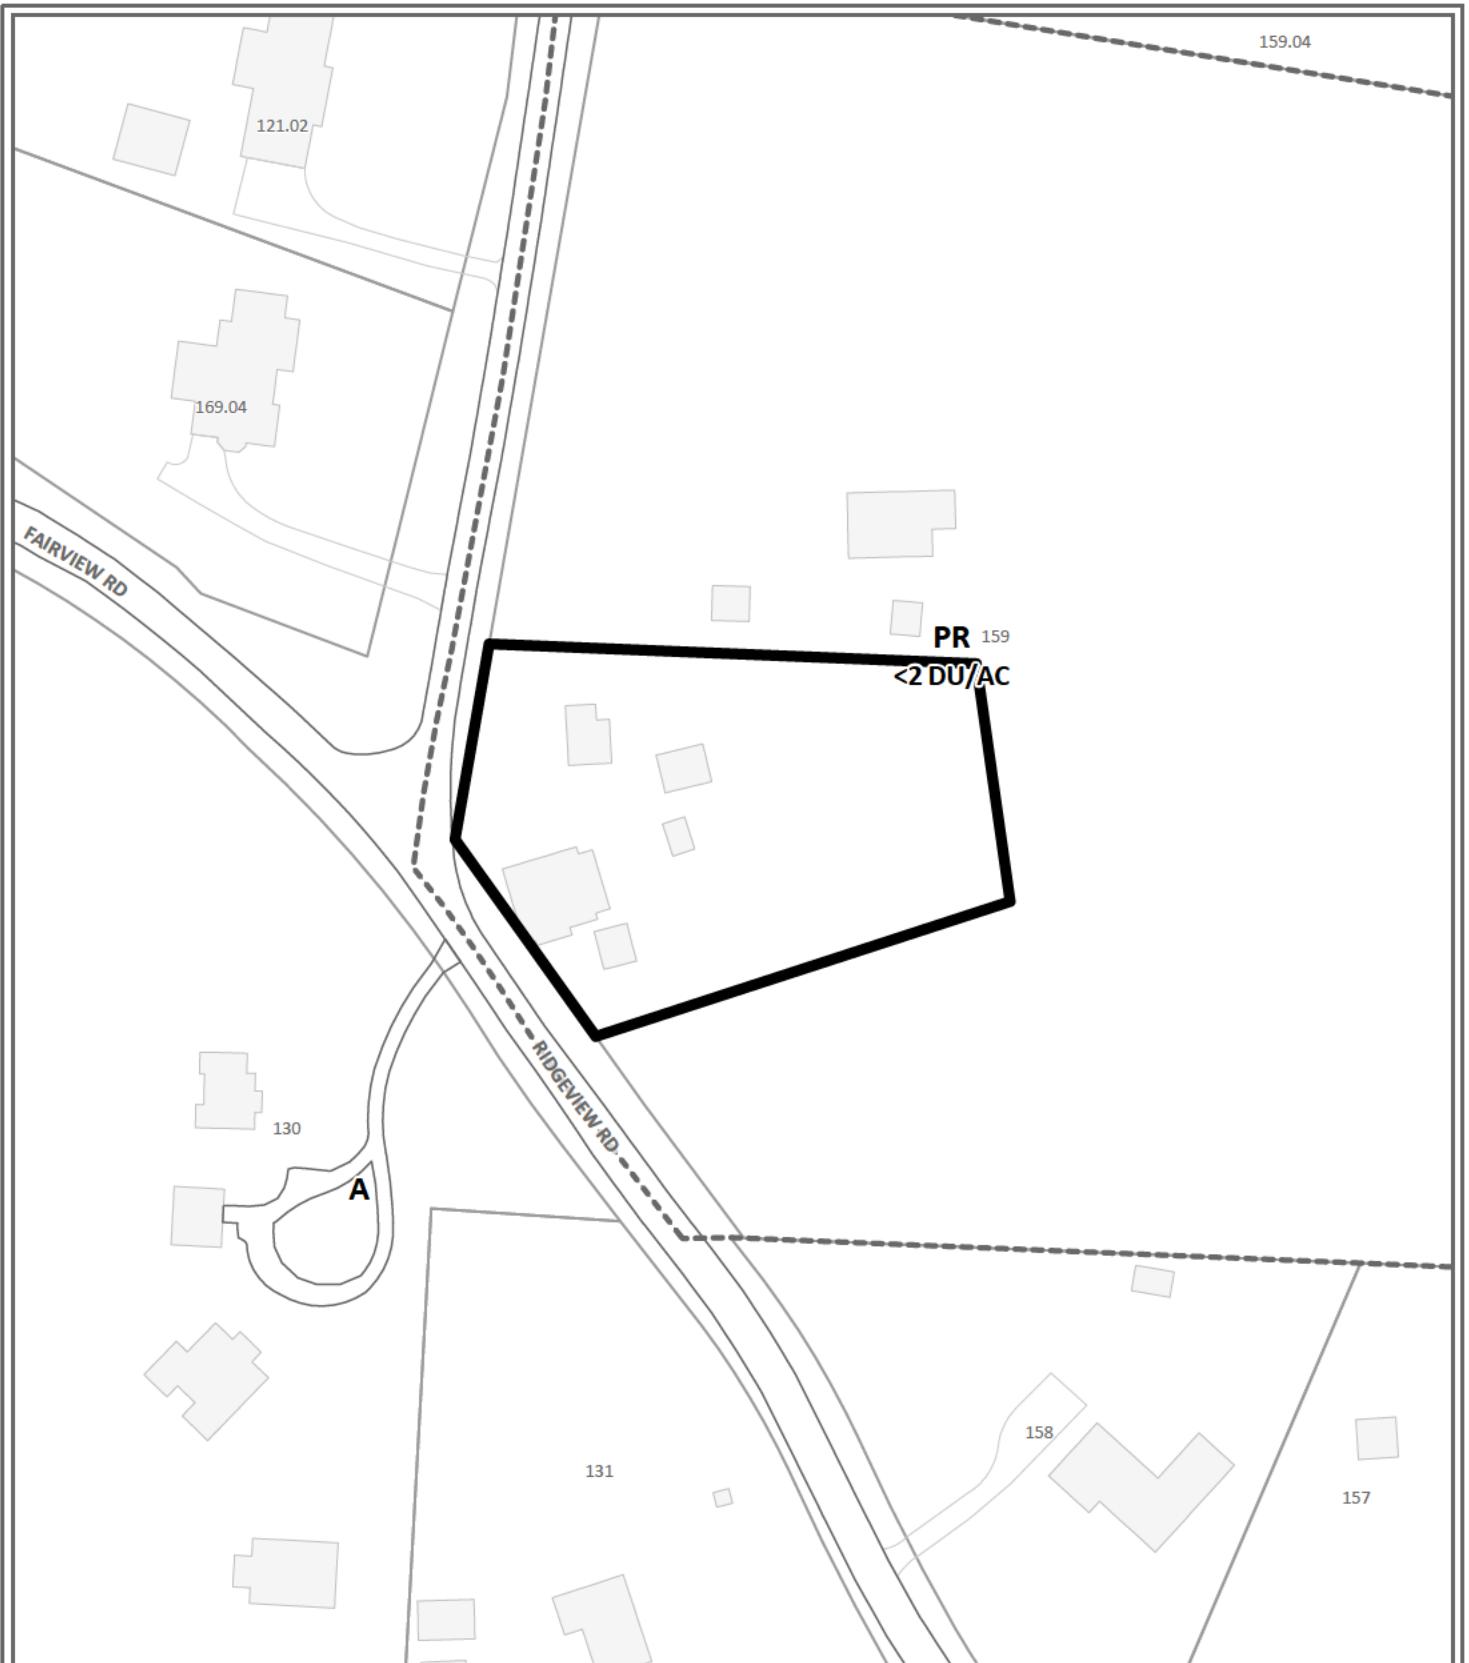 159.04
121.02
169.04
FAIRVIEW RD
PR 159
<2 DU/AC
RIDGEVIEW RD
130
A
158
131
157